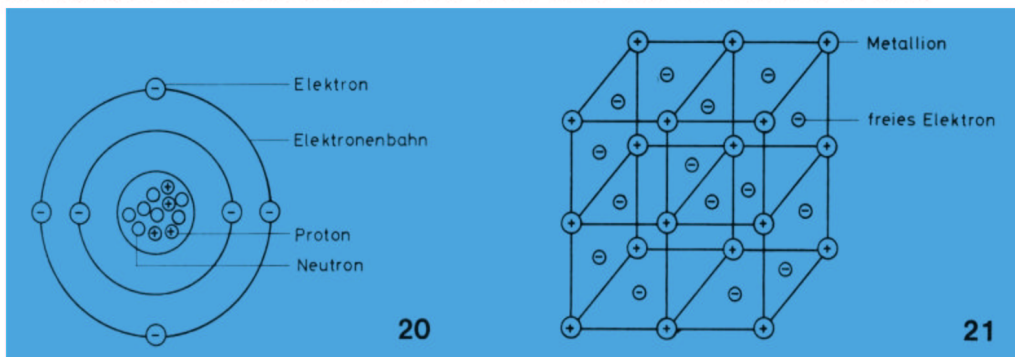 Elektron
Elektronenbahn
Proton
Neutron
20
Metallion
freies Elektron
21